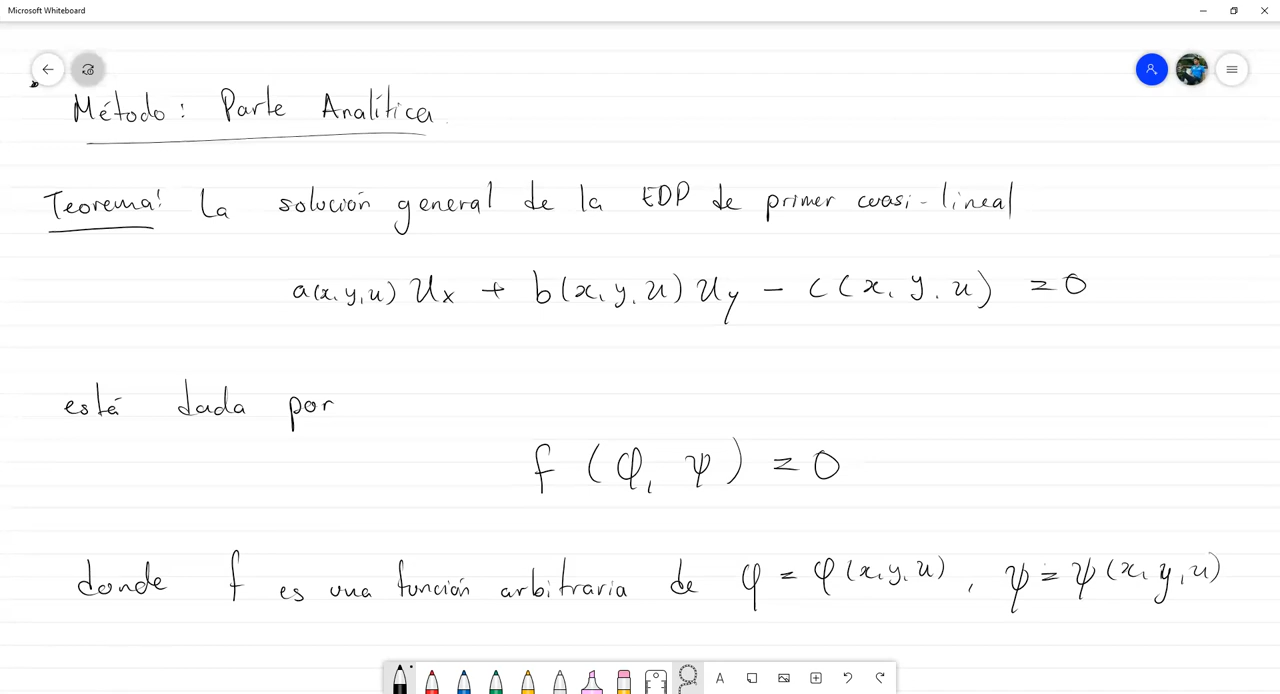 Microsoft Whiteboard
Método: Parte Analítica.
Teorema: La solución general de la EDP de primer cuasi-lineal
a(x,y,u) Ux + b(x,y,u) Uy - c(x,y,u) = 0
está dada por
f(φ, ψ) = 0
donde f es una función arbitraria de φ = φ(x,y,u), ψ = ψ(x,y,u)
A